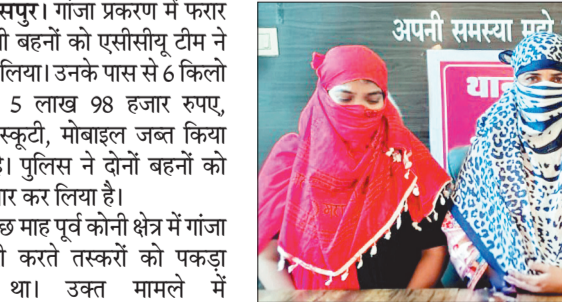 सपुर। गांजा प्रकरण में फरार
बहनों को एसीसीयू टीम ने
लिया। उनके पास से 6 किलो
5 लाख 98 हजार रुपए,
स्कूटी, मोबाइल जब्त किया
है। पुलिस ने दोनों बहनों को
ार कर लिया है।
छ माह पूर्व कोनी क्षेत्र में गांजा
ी करते तस्करों को पकड़ा
था। उक्त मामले में
अपनी समस्या मुझे
थान